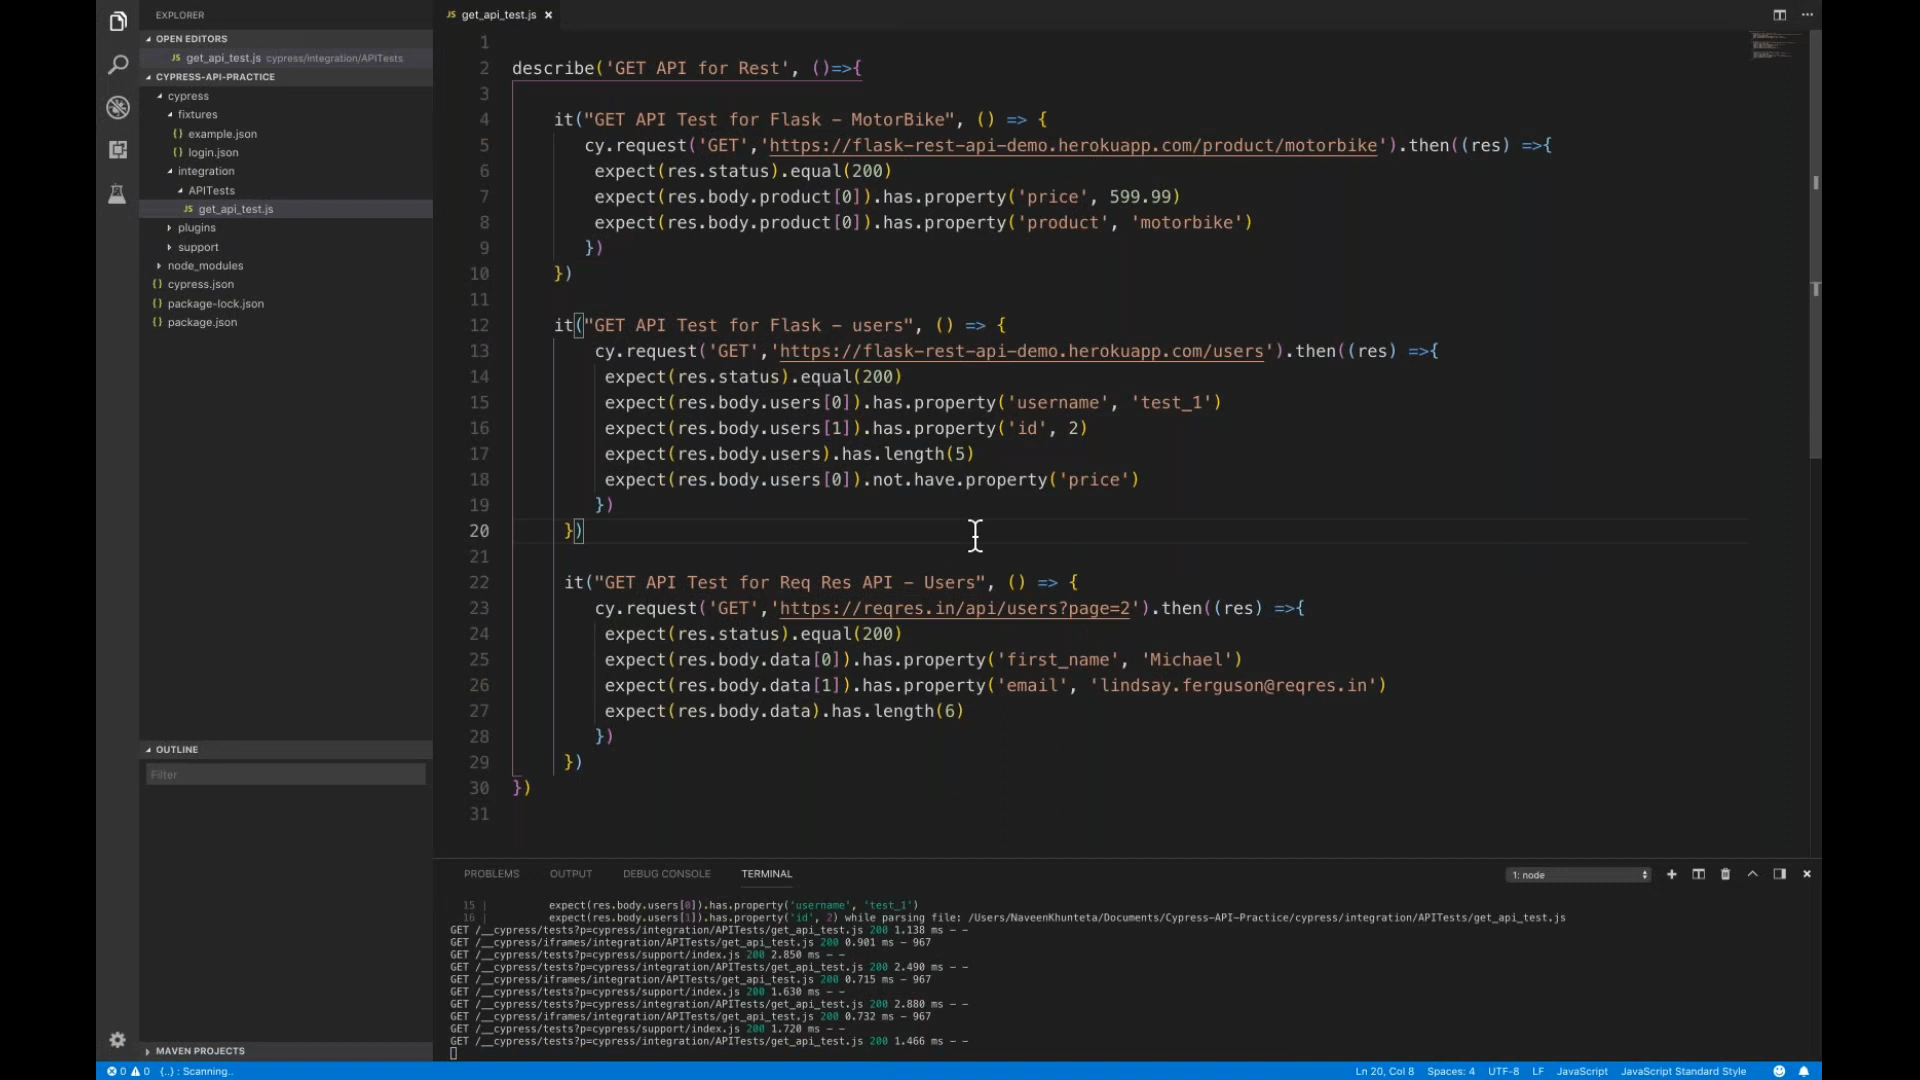 EXPLORER
OPEN EDITORS
JS get_api_test.js cypress/integration/APITests
CYPRESS-API-PRACTICE
cypress
fixtures
{} example.json
{} login.json
integration
APITests
JS get_api_test.js
plugins
support
node_modules
{} cypress.json
{} package-lock.json
{} package.json
OUTLINE
Filter
MAVEN PROJECTS
JS get_api_test.js
1
2 describe('GET API for Rest', ()=>{
3
4 it("GET API Test for Flask – MotorBike", () => {
5 cy.request('GET','https://flask-rest-api-demo.herokuapp.com/product/motorbike').then((res) =>{
6 expect(res.status).equal(200)
7 expect(res.body.product[0]).has.property('price', 599.99)
8 expect(res.body.product[0]).has.property('product', 'motorbike')
9 })
10 })
11
12 it("GET API Test for Flask – users", () => {
13 cy.request('GET','https://flask-rest-api-demo.herokuapp.com/users').then((res) =>{
14 expect(res.status).equal(200)
15 expect(res.body.users[0]).has.property('username', 'test_1')
16 expect(res.body.users[1]).has.property('id', 2)
17 expect(res.body.users).has.length(5)
18 expect(res.body.users[0]).not.have.property('price')
19 })
20 })
21
22 it("GET API Test for Req Res API – Users", () => {
23 cy.request('GET','https://reqres.in/api/users?page=2').then((res) =>{
24 expect(res.status).equal(200)
25 expect(res.body.data[0]).has.property('first_name', 'Michael')
26 expect(res.body.data[1]).has.property('email', 'lindsay.ferguson@reqres.in')
27 expect(res.body.data).has.length(6)
28 })
29 })
30 })
31
PROBLEMS OUTPUT DEBUG CONSOLE TERMINAL 1: node
15 | expect(res.body.users[0]).has.property('username', 'test_1')
16 | expect(res.body.users[1]).has.property('id', 2) while parsing file: /Users/NaveenKhunteta/Documents/Cypress-API-Practice/cypress/integration/APITests/get_api_test.js
GET /__cypress/tests?p=cypress/integration/APITests/get_api_test.js 200 1.138 ms - -
GET /__cypress/iframes/integration/APITests/get_api_test.js 200 0.901 ms - 967
GET /__cypress/tests?p=cypress/support/index.js 200 2.850 ms - -
GET /__cypress/tests?p=cypress/integration/APITests/get_api_test.js 200 2.490 ms - -
GET /__cypress/iframes/integration/APITests/get_api_test.js 200 0.715 ms - 967
GET /__cypress/tests?p=cypress/support/index.js 200 1.630 ms - -
GET /__cypress/tests?p=cypress/integration/APITests/get_api_test.js 200 2.880 ms - -
GET /__cypress/iframes/integration/APITests/get_api_test.js 200 0.732 ms - 967
GET /__cypress/tests?p=cypress/support/index.js 200 1.720 ms - -
GET /__cypress/tests?p=cypress/integration/APITests/get_api_test.js 200 1.466 ms - -
0 0 {..} : Scanning.. Ln 20, Col 8 Spaces: 4 UTF-8 LF JavaScript JavaScript Standard Style